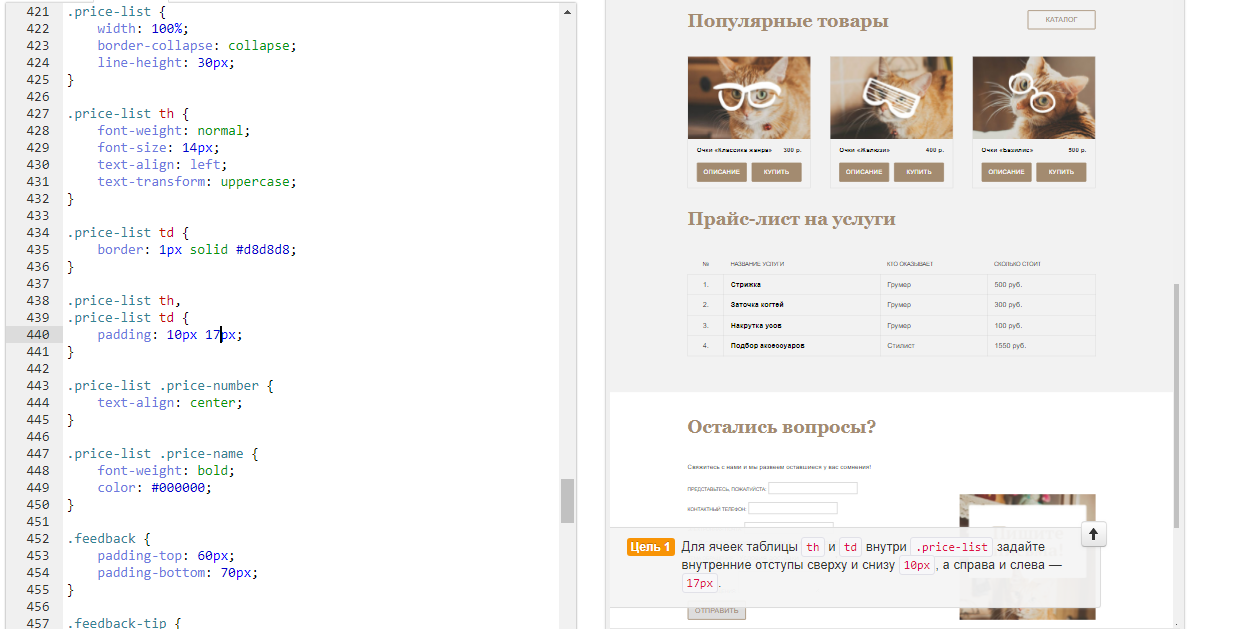 421 .price-list {
422 width: 100%;
423 border-collapse: collapse;
424 line-height: 30px;
425 }
426
427 .price-list th {
428 font-weight: normal;
429 font-size: 14px;
430 text-align: left;
431 text-transform: uppercase;
432 }
433
434 .price-list td {
435 border: 1px solid #d8d8d8;
436 }
437
438 .price-list th,
439 .price-list td {
440 padding: 10px 17px;
441 }
442
443 .price-list .price-number {
444 text-align: center;
445 }
446
447 .price-list .price-name {
448 font-weight: bold;
449 color: #000000;
450 }
451
452 .feedback {
453 padding-top: 60px;
454 padding-bottom: 70px;
455 }
456
457 .feedback-tip {
Популярные товары КАТАЛОГ
Очки «Классика жанра» 300 р. Очки «Жалюзи» 400 р. Очки «Базилио» 500 р.
ОПИСАНИЕ КУПИТЬ ОПИСАНИЕ КУПИТЬ ОПИСАНИЕ КУПИТЬ
Прайс-лист на услуги
№ НАЗВАНИЕ УСЛУГИ КТО ОКАЗЫВАЕТ СКОЛЬКО СТОИТ
1. Стрижка Грумер 500 руб.
2. Заточка когтей Грумер 300 руб.
3. Накрутка усов Грумер 100 руб.
4. Подбор аксессуаров Стилист 1550 руб.
Остались вопросы?
Свяжитесь с нами и мы развеем оставшиеся у вас сомнения!
ПРЕДСТАВЬТЕСЬ, ПОЖАЛУЙСТА:
КОНТАКТНЫЙ ТЕЛЕФОН:
Цель 1 Для ячеек таблицы th и td внутри .price-list задайте
внутренние отступы сверху и снизу 10px, а справа и слева —
17px.
ОТПРАВИТЬ